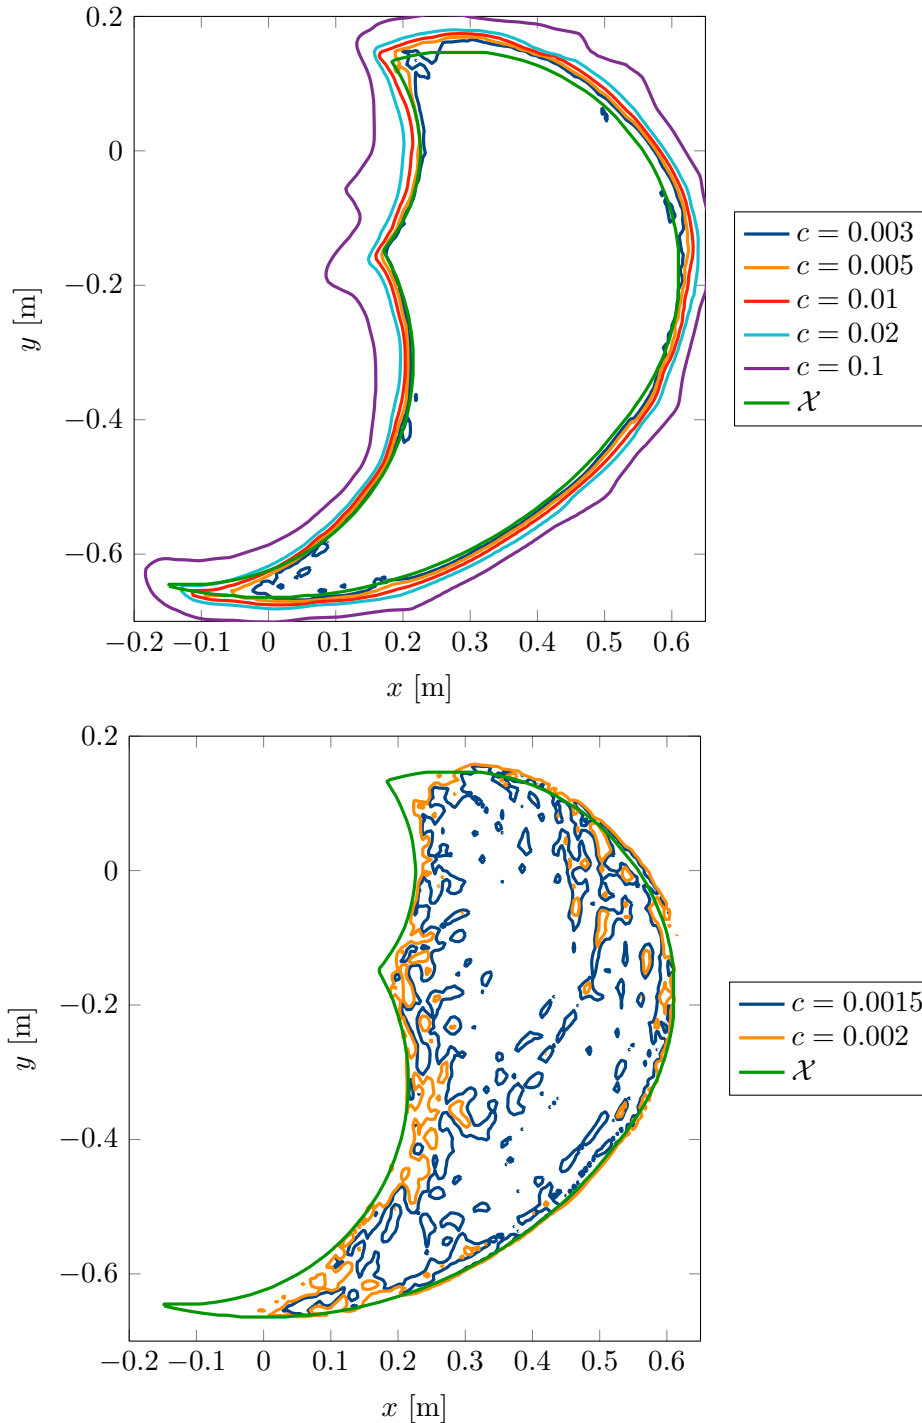 0.2
0
−0.2
−0.4
−0.6
y [m]
−0.2 −0.1 0 0.1 0.2 0.3 0.4 0.5 0.6
x [m]
c = 0.003
c = 0.005
c = 0.01
c = 0.02
c = 0.1
𝒳
0.2
0
−0.2
−0.4
−0.6
y [m]
−0.2 −0.1 0 0.1 0.2 0.3 0.4 0.5 0.6
x [m]
c = 0.0015
c = 0.002
𝒳